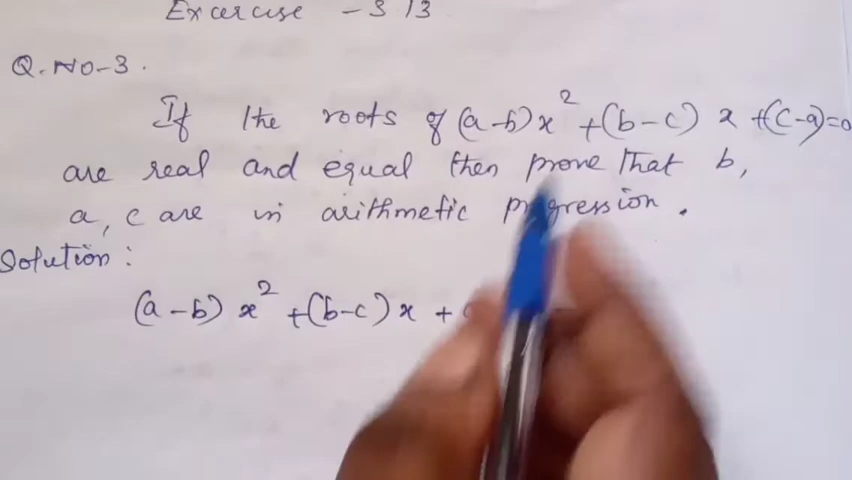 Excercise - 3 13
Q. No-3.
If the roots of (a-b)x² + (b-c) x + (c-a)=0
are real and equal then prove that b,
a, c are in arithmetic progression.
Solution:
(a-b) x² + (b-c) x +